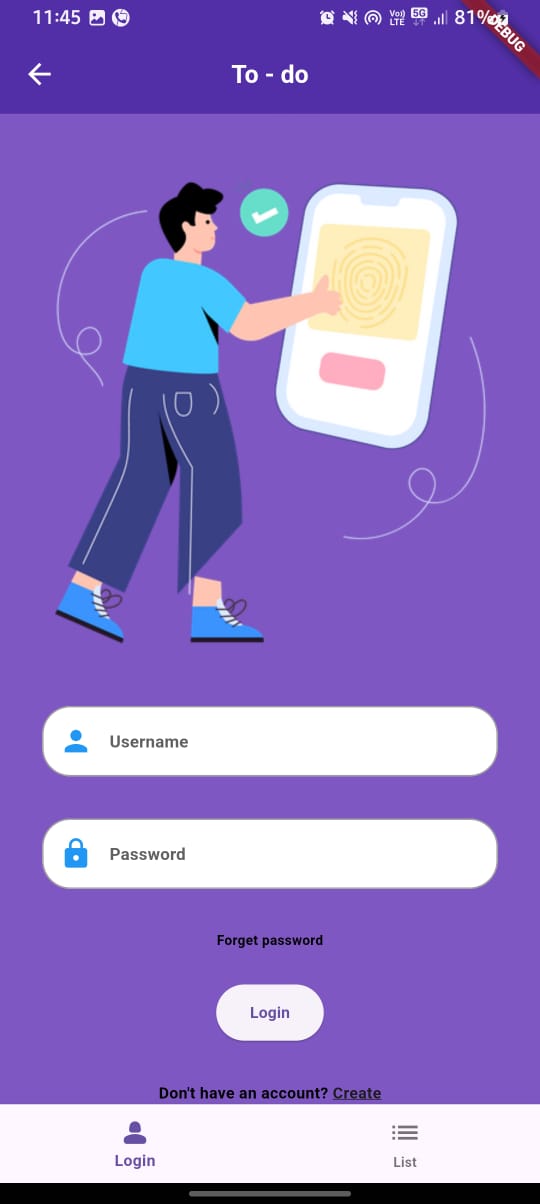 11:45 Vo)) LTE 5G 81%
DEBUG
To - do
Username
Password
Forget password
Login
Don't have an account? Create
Login List